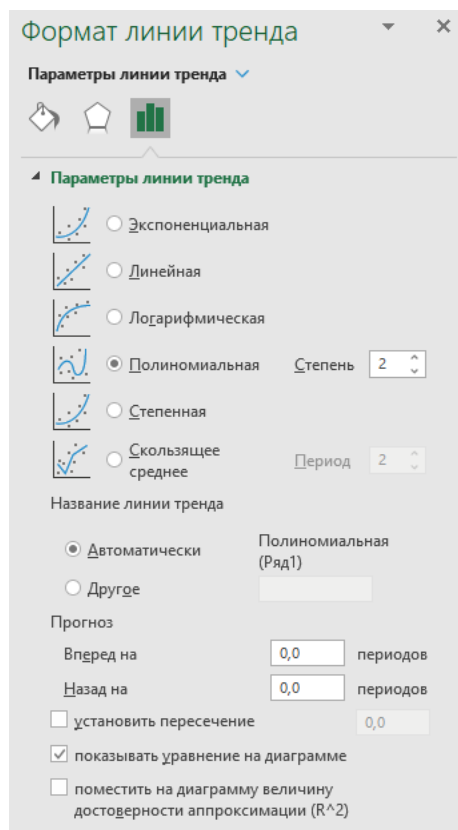 Формат линии тренда
Параметры линии тренда
Параметры линии тренда
Экспоненциальная
Линейная
Логарифмическая
Полиномиальная Степень 2
Степенная
Скользящее
среднее Период 2
Название линии тренда
Автоматически Полиномиальная
(Ряд1)
Другое
Прогноз
Вперед на 0,0 периодов
Назад на 0,0 периодов
установить пересечение 0,0
показывать уравнение на диаграмме
поместить на диаграмму величину
достоверности аппроксимации (R^2)